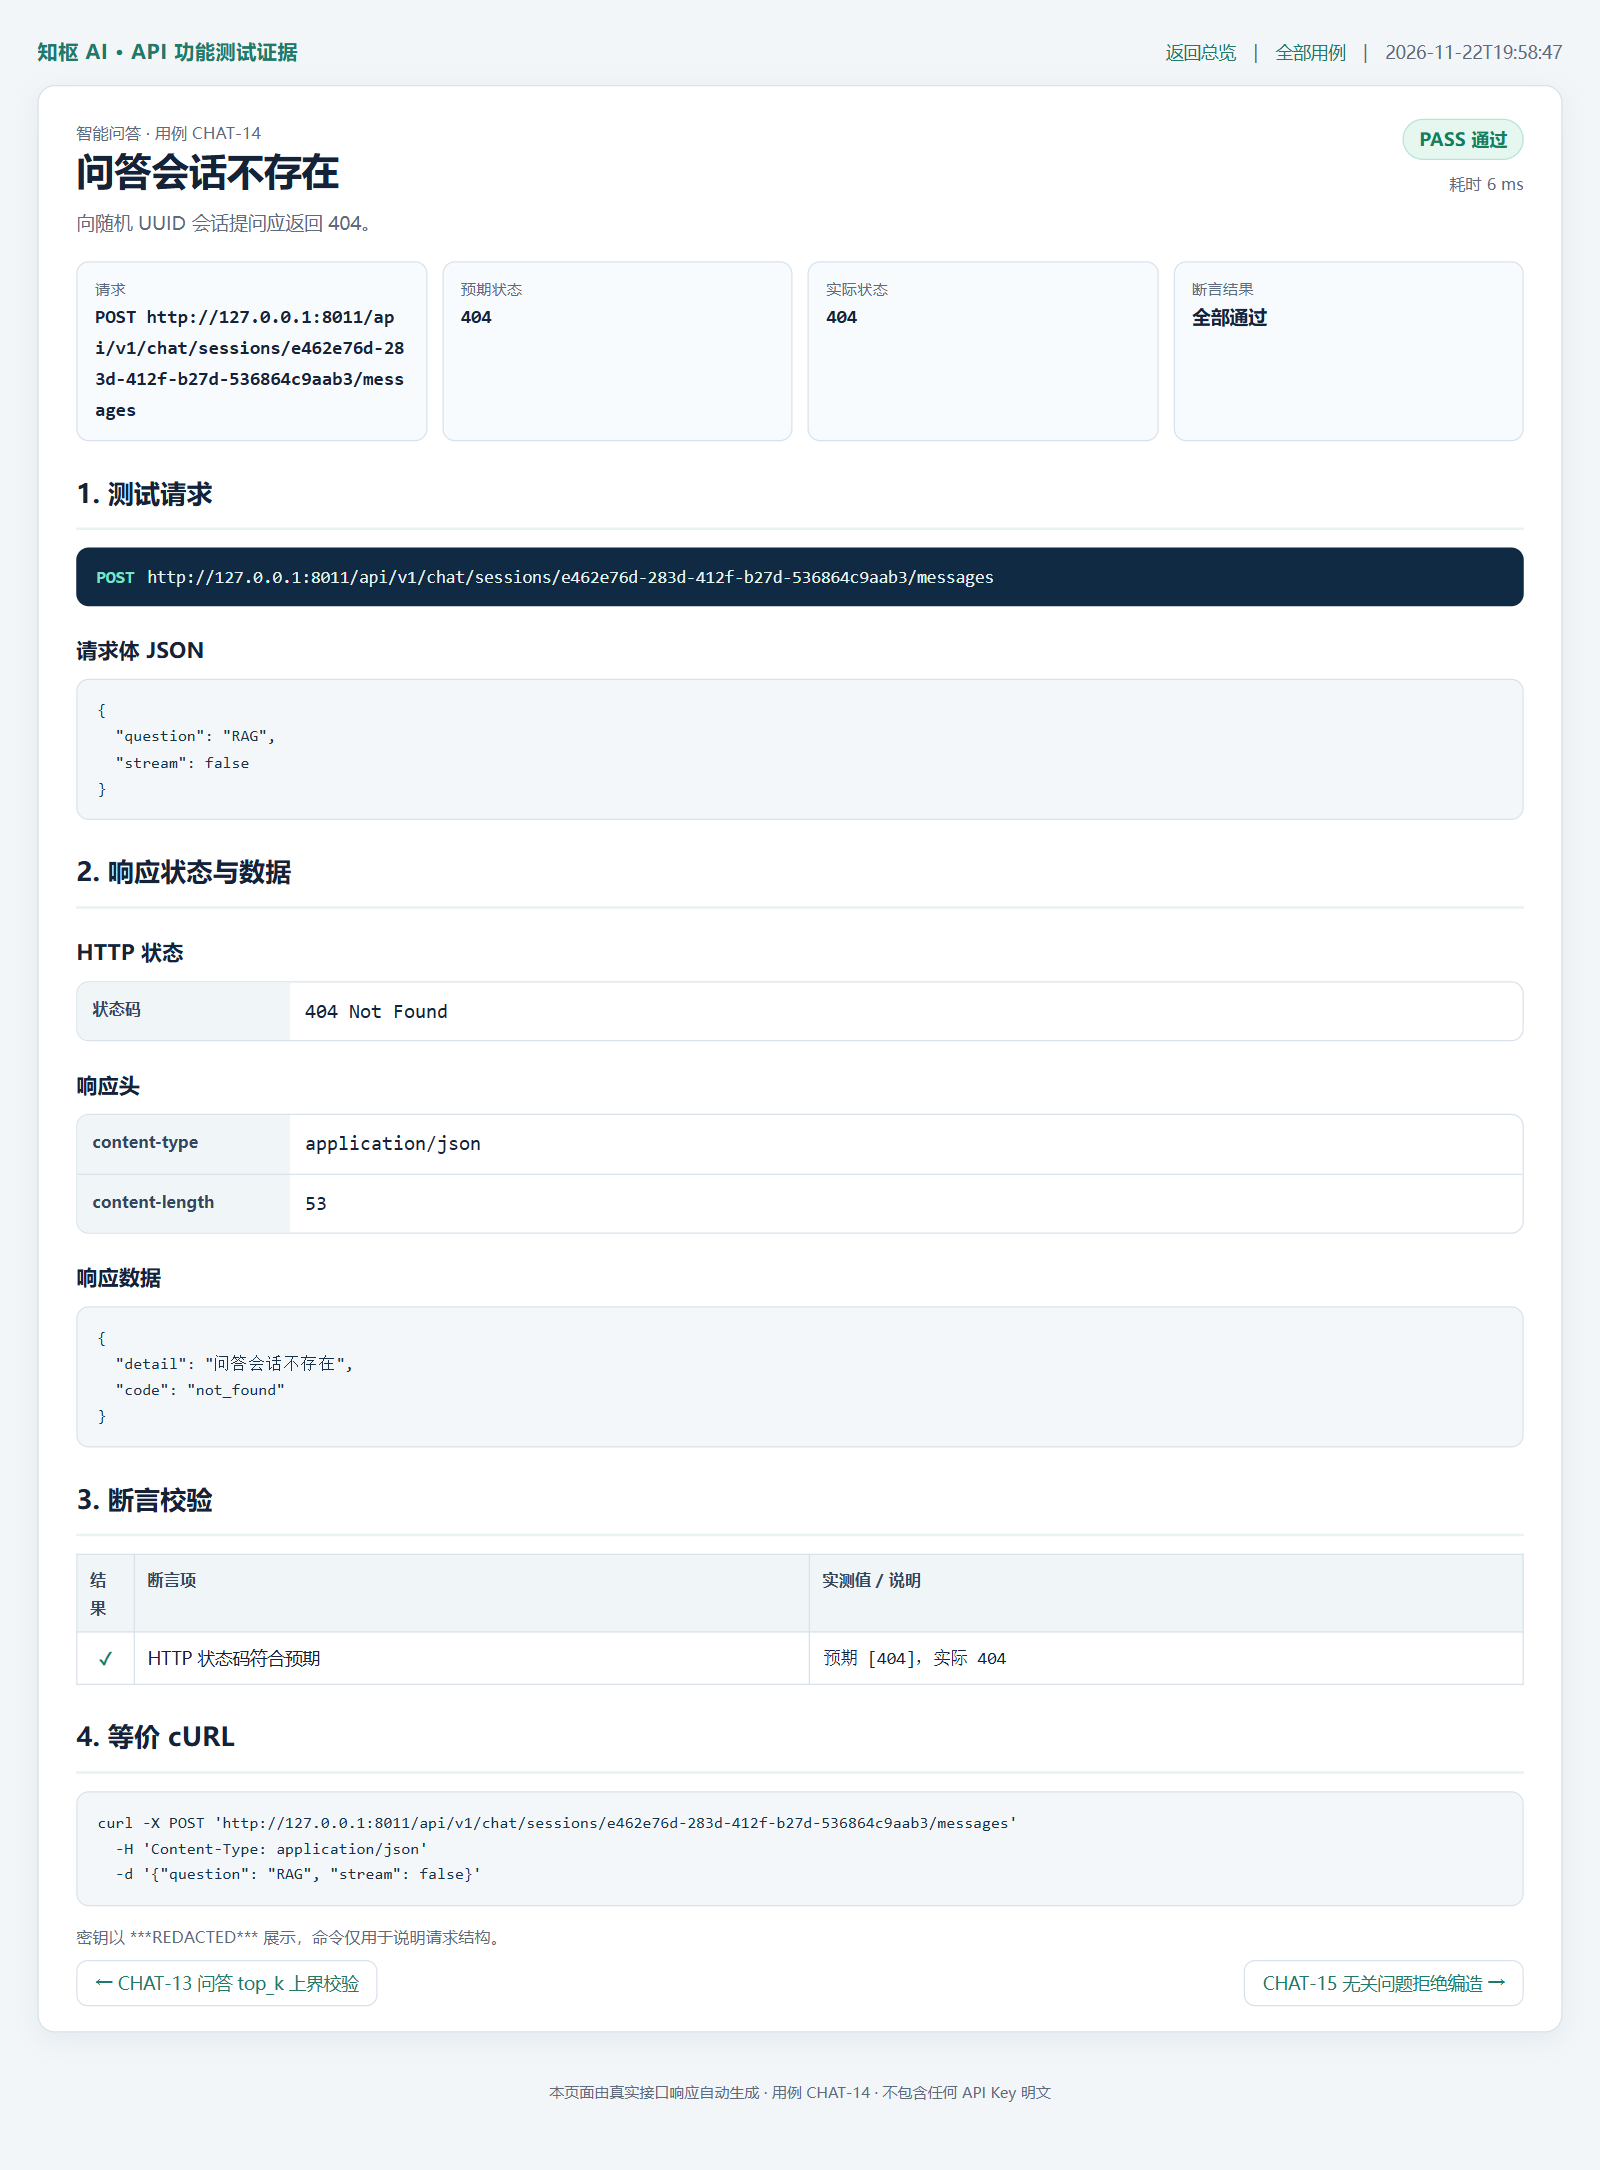 知枢 AI · API 功能测试证据
返回总览 | 全部用例 | 2026-11-22T19:58:47
智能问答 · 用例 CHAT-14
问答会话不存在
向随机 UUID 会话提问应返回 404。
PASS 通过
耗时 6 ms
请求
POST http://127.0.0.1:8011/ap
i/v1/chat/sessions/e462e76d-28
3d-412f-b27d-536864c9aab3/mess
ages
预期状态
404
实际状态
404
断言结果
全部通过
1. 测试请求
POST http://127.0.0.1:8011/api/v1/chat/sessions/e462e76d-283d-412f-b27d-536864c9aab3/messages
请求体 JSON
{
  "question": "RAG",
  "stream": false
}
2. 响应状态与数据
HTTP 状态
状态码 404 Not Found
响应头
content-type application/json
content-length 53
响应数据
{
  "detail": "问答会话不存在",
  "code": "not_found"
}
3. 断言校验
结
果
断言项
实测值 / 说明
✓ HTTP 状态码符合预期 预期 [404]，实际 404
4. 等价 cURL
curl -X POST 'http://127.0.0.1:8011/api/v1/chat/sessions/e462e76d-283d-412f-b27d-536864c9aab3/messages'
  -H 'Content-Type: application/json'
  -d '{"question": "RAG", "stream": false}'
密钥以 ***REDACTED*** 展示，命令仅用于说明请求结构。
← CHAT-13 问答 top_k 上界校验
CHAT-15 无关问题拒绝编造 →
本页面由真实接口响应自动生成 · 用例 CHAT-14 · 不包含任何 API Key 明文